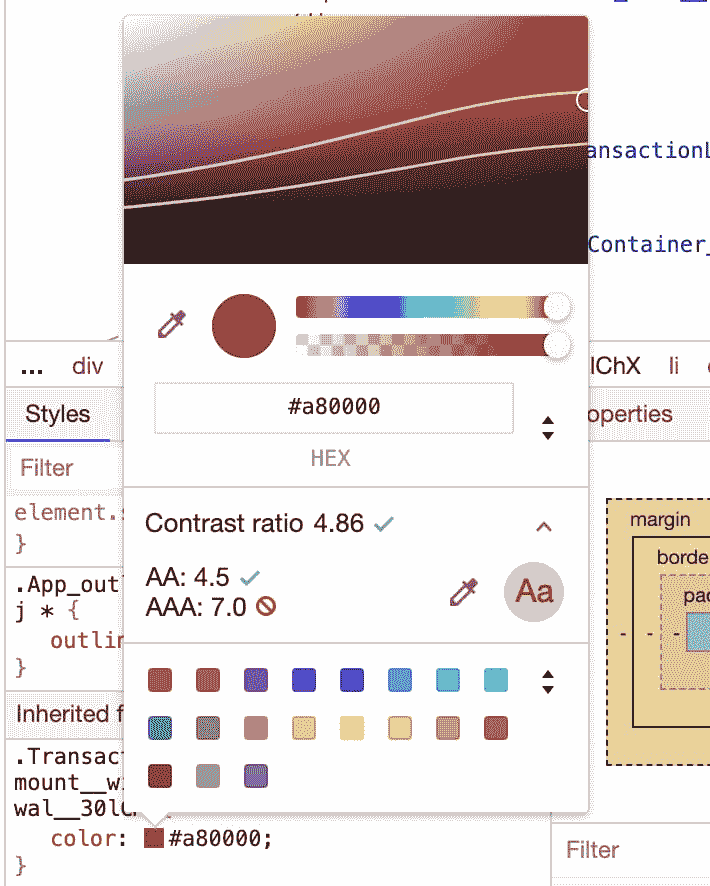 ansactionL
Container_
#a80000
HEX
Contrast ratio 4.86
AA: 4.5
AAA: 7.0
Aa
... div
lChX li
Styles
operties
Filter
element.s
}
.App_out
j * {
outlin
}
Inherited f
.Transact
mount__wi
wal__30lC
color: #a80000;
}
margin
borde
pad
- - -
Filter